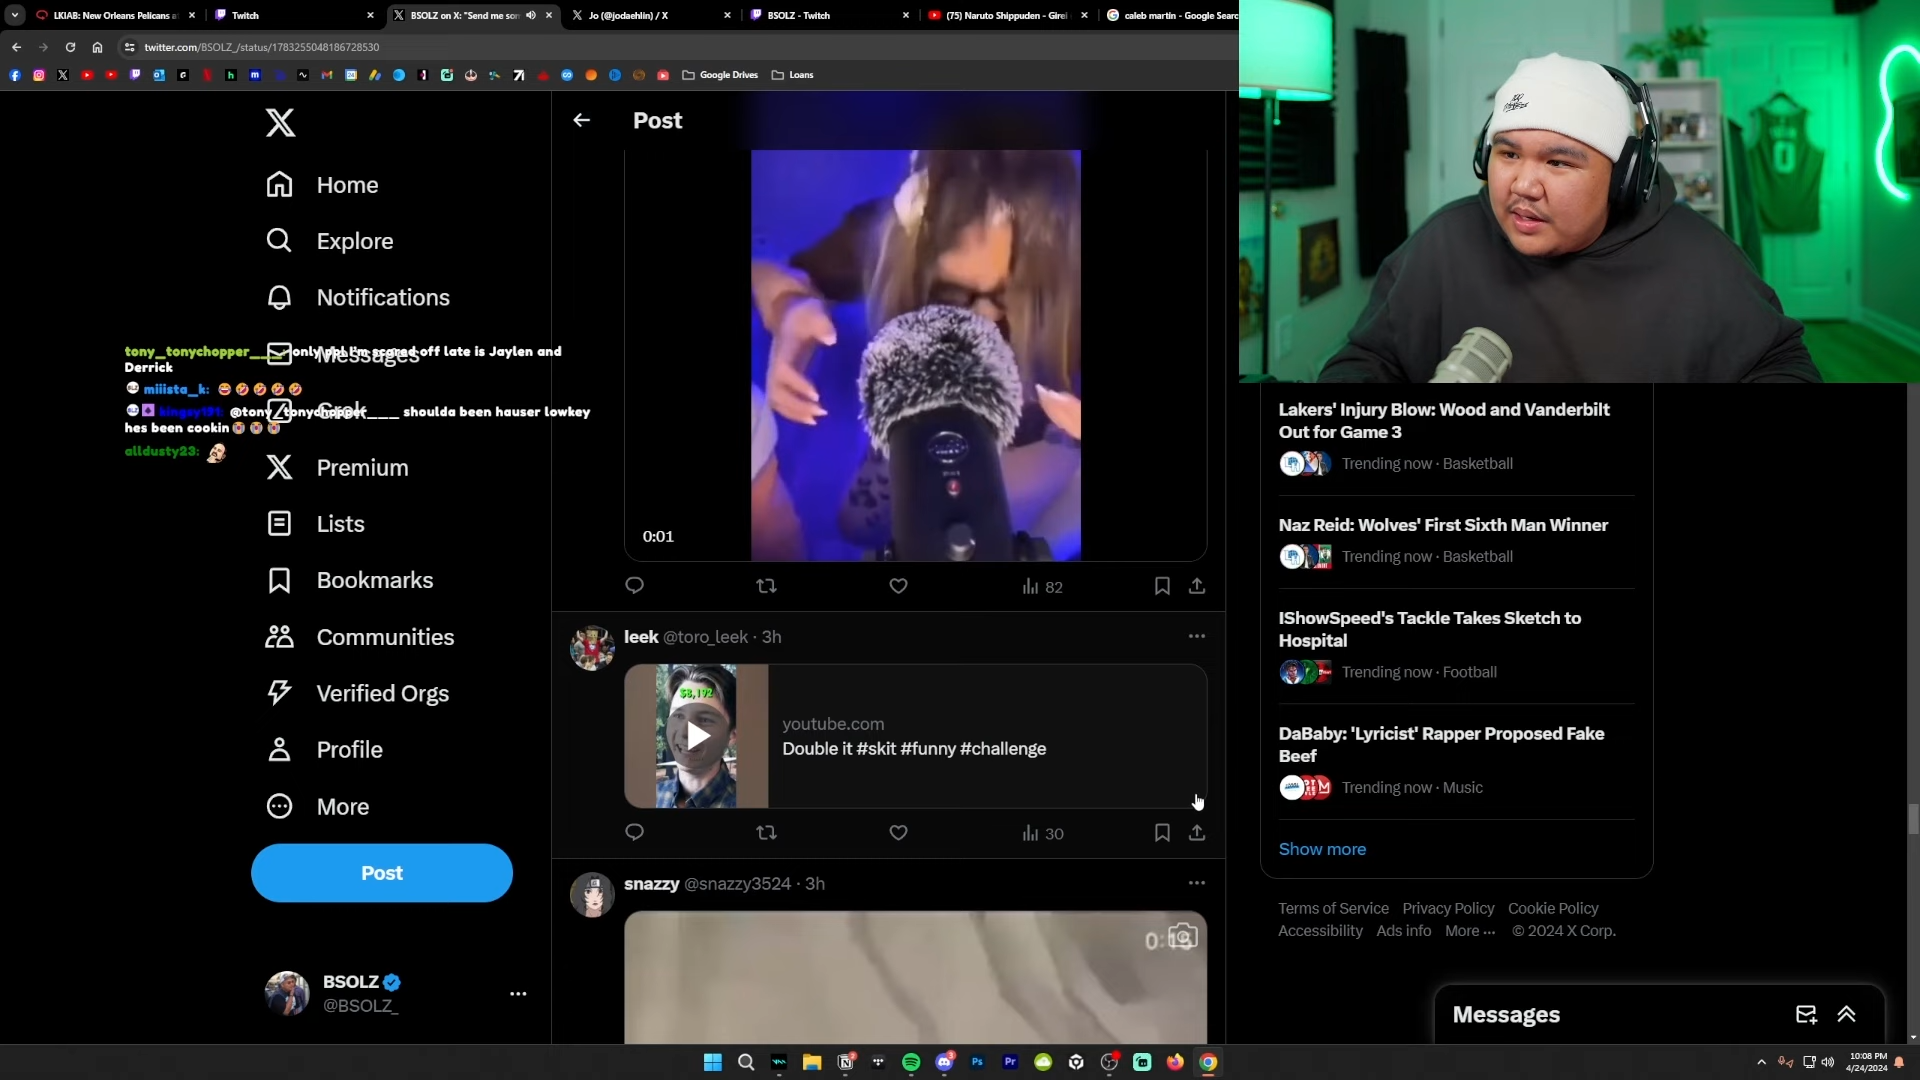 LKIAB: New Orleans Pelicans a
Twitch
BSOLZ on X: "Send me son
Jo (@jodaehlin) / X
BSOLZ - Twitch
(75) Naruto Shippuden - Girei
caleb martin - Google Searc
twitter.com/BSOLZ_/status/1783255048186728530
Google Drives
Loans
Post
Home
Explore
Notifications
Messages
Grok
Premium
Lists
Bookmarks
Communities
Verified Orgs
Profile
More
Post
BSOLZ
@BSOLZ_
tony_tonychopper___: only ppl I'm scared off late is Jaylen and
Derrick
miiista_k:
@tony_tonychopper___ shoulda been hauser lowkey
hes been cookin
alldusty23:
0:01
82
leek @toro_leek · 3h
$8,192
youtube.com
Double it #skit #funny #challenge
30
snazzy @snazzy3524 · 3h
0
Lakers' Injury Blow: Wood and Vanderbilt
Out for Game 3
Trending now · Basketball
Naz Reid: Wolves' First Sixth Man Winner
Trending now · Basketball
IShowSpeed's Tackle Takes Sketch to
Hospital
Trending now · Football
DaBaby: 'Lyricist' Rapper Proposed Fake
Beef
Trending now · Music
Show more
Terms of Service Privacy Policy Cookie Policy
Accessibility Ads info More ··· © 2024 X Corp.
Messages
10:08 PM
4/24/2024